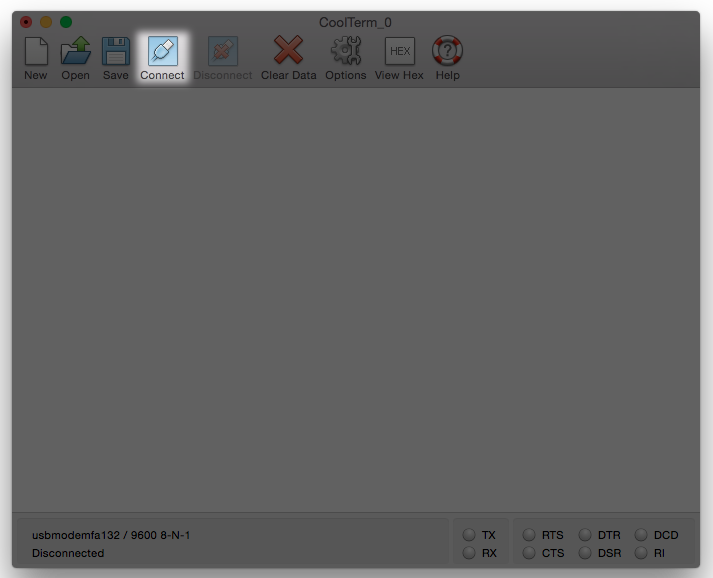 CoolTerm_0
HEX
?
New Open Save Connect Disconnect Clear Data Options View Hex Help
usbmodemfa132 / 9600 8-N-1
Disconnected
TX RTS DTR DCD
RX CTS DSR RI